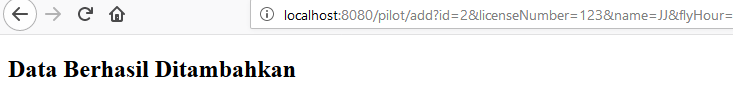 localhost:8080/pilot/add?id=2&licenseNumber=123&name=JJ&flyHour=
Data Berhasil Ditambahkan